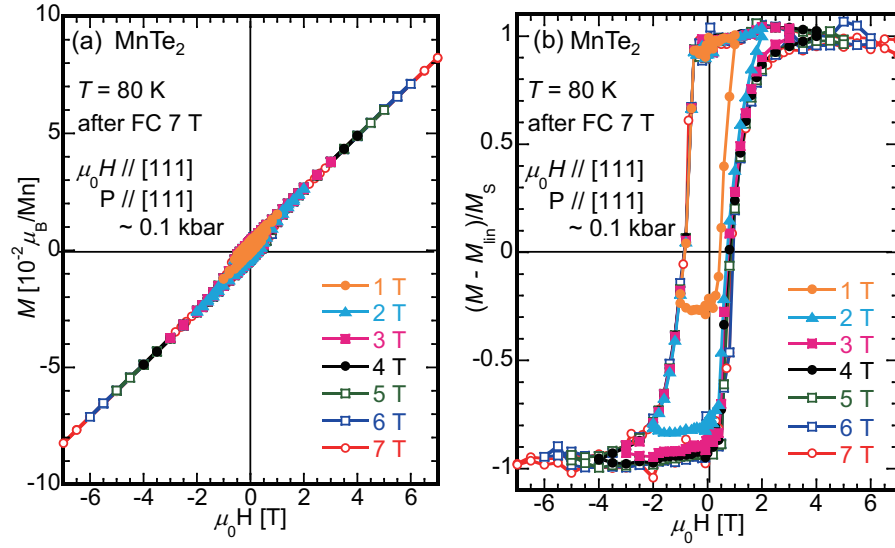 (a) MnTe₂
T = 80 K
after FC 7 T
μ₀H // [111]
P // [111]
~ 0.1 kbar
1 T
2 T
3 T
4 T
5 T
6 T
7 T
M [10⁻² μ_B/Mn]
10
5
0
-5
-10
-6 -4 -2 0 2 4 6
μ₀H [T]
(b) MnTe₂
T = 80 K
after FC 7 T
μ₀H // [111]
P // [111]
~ 0.1 kbar
1 T
2 T
3 T
4 T
5 T
6 T
7 T
(M - M_lin)/M_S
1
0.5
0
-0.5
-1
-6 -4 -2 0 2 4 6
μ₀H [T]